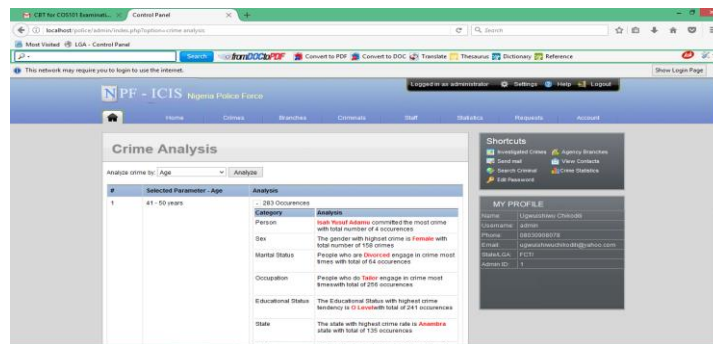 CBT for COS101 Examinati...
Control Panel
localhost/police/admin/index.php?option=crime-analysis
Search
Most Visited LGA - Control Panel
Search fromDOCtoPDF Convert to PDF Convert to DOC Translate Thesaurus Dictionary Reference
This network may require you to login to use the internet.
Show Login Page
NPF - ICIS Nigeria Police Force
Logged in as administrator Settings Help Logout
Home Crimes Branches Criminals Staff Statistics Requests Account
Crime Analysis
Analyze crime by: Age Analyze
# Selected Parameter - Age Analysis
1 41 - 50 years - 283 Occurences
Category Analysis
Person Isah Yusuf Adamu committed the most crime
with total number of 4 occurences
Sex The gender with highset crime is Female with
total number of 158 crimes
Marital Status People who are Divorced engage in crime most
times with total of 64 occurences
Occupation People who do Tailor engage in crime most
timeswith total of 256 occurences
Educational Status The Educational Status with highest crime
tendency is O Levelwith total of 241 occurences
State The state with highest crime rate is Anambra
state with total of 135 occurences
Shortcuts
Investigated Crimes Agency Branches
Send mail View Contacts
Search Criminal Crime Statistics
Edit Password
MY PROFILE
Name Ugwuishiwu Chikodili
Username admin
Phone 08030908078
Email ugwuishiwuchikodili@yahoo.com
State/LGA FCT/
Admin ID 1